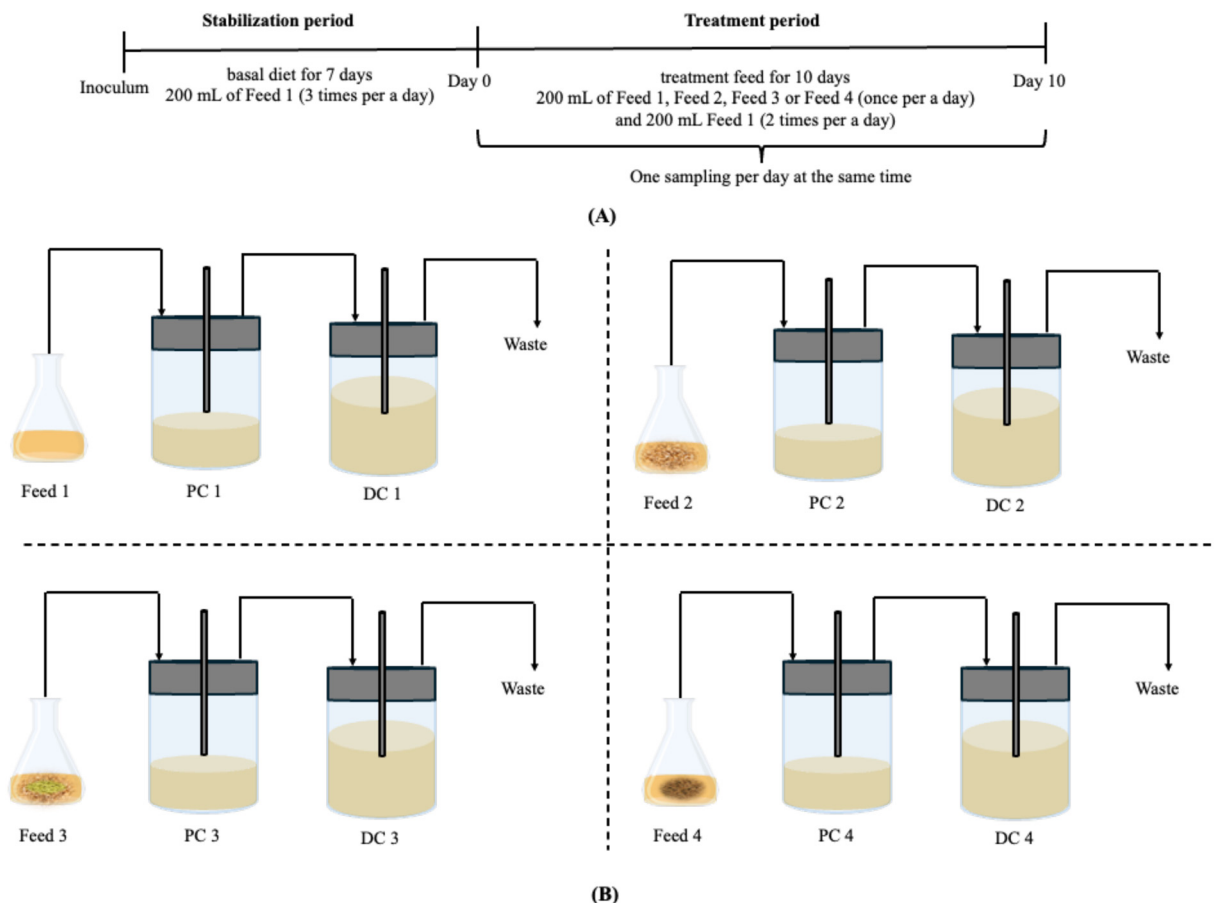 Stabilization period
Treatment period
Inoculum
basal diet for 7 days
200 mL of Feed 1 (3 times per a day)
Day 0
treatment feed for 10 days
200 mL of Feed 1, Feed 2, Feed 3 or Feed 4 (once per a day)
and 200 mL Feed 1 (2 times per a day)
Day 10
One sampling per day at the same time
(A)
Waste
Feed 1
PC 1
DC 1
Waste
Feed 2
PC 2
DC 2
Waste
Feed 3
PC 3
DC 3
Waste
Feed 4
PC 4
DC 4
(B)